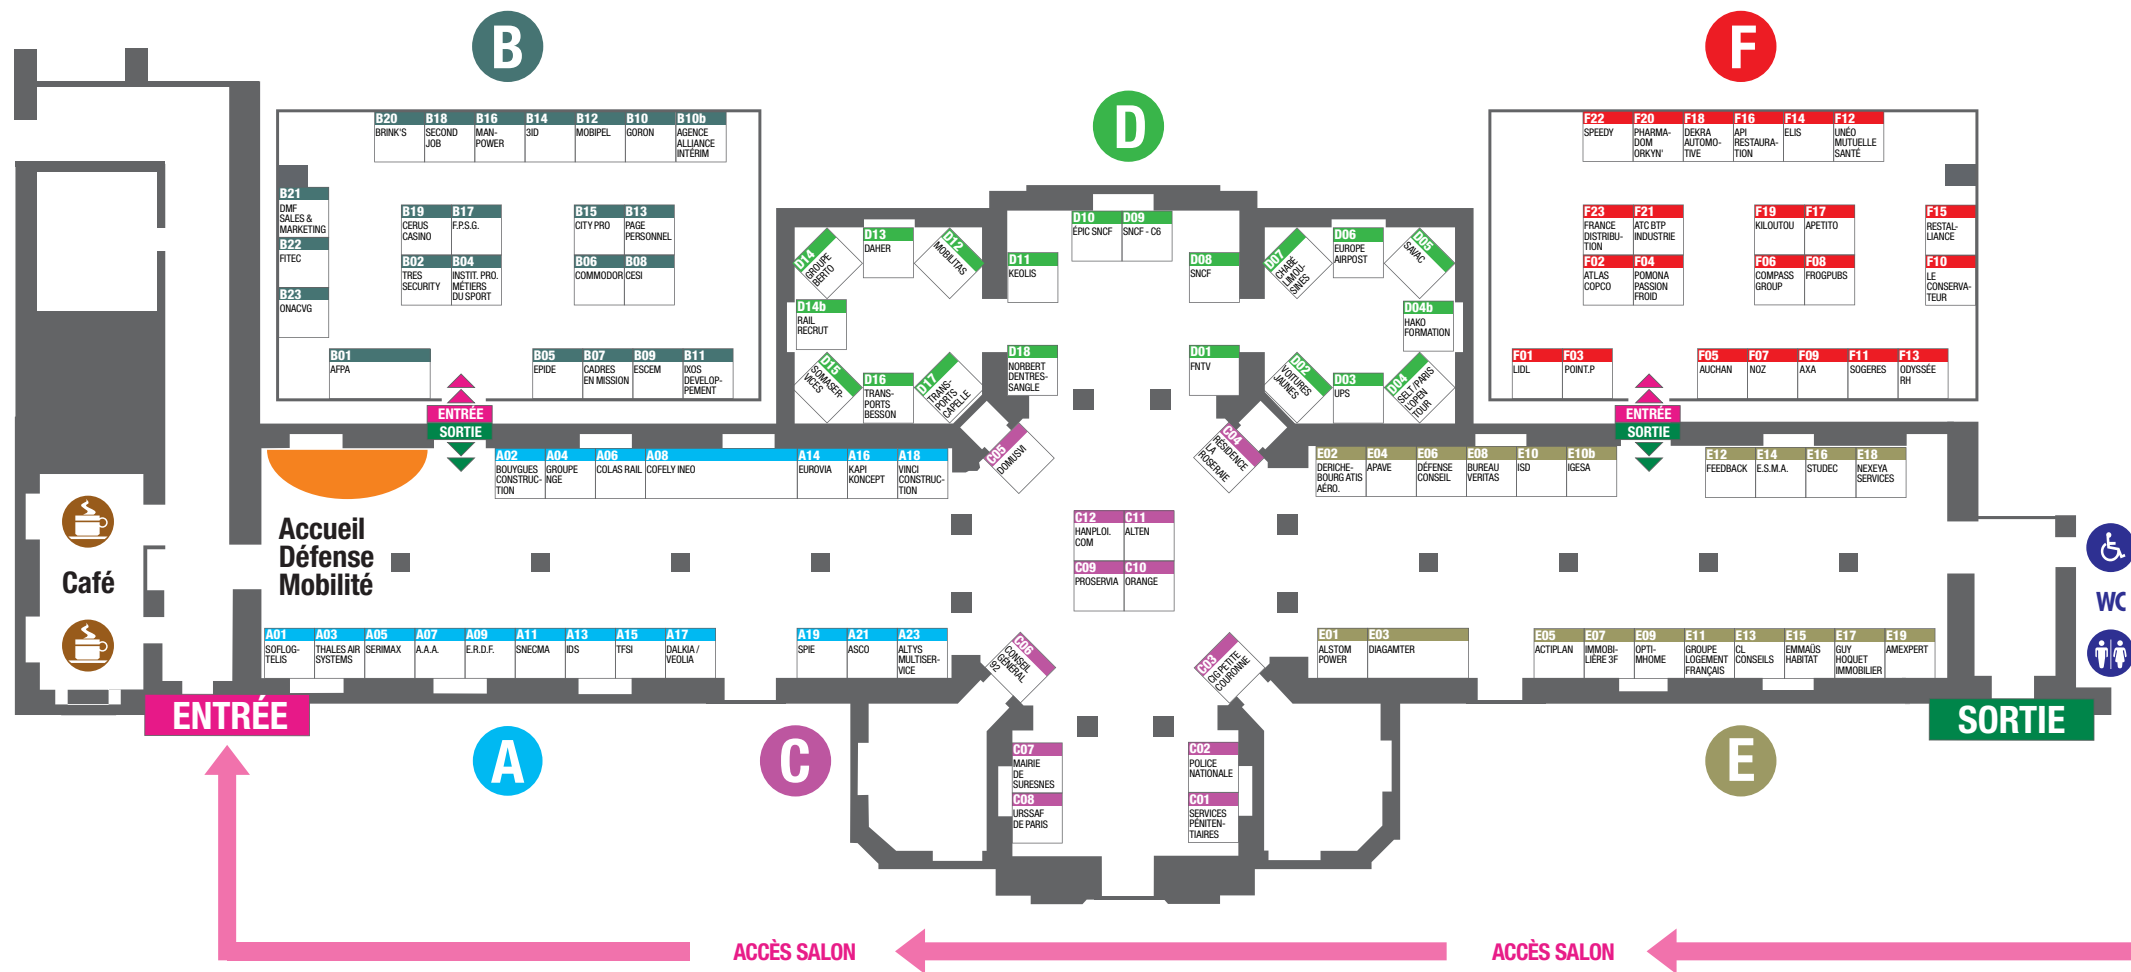 B
F
D
B20
BRINK'S
B18
SECOND
JOB
B16
MAN-
POWER
B14
3ID
B12
MOBIPEL
B10
GORON
B10b
AGENCE
ALLIANCE
INTÉRIM
B21
DMF
SALES &
MARKETING
B22
FITEC
B23
ONACVG
B19
CERUS
CASINO
B17
F.P.S.G.
B02
TRES
SECURITY
B04
INSTIT. PRO.
MÉTIERS
DU SPORT
B15
CITY PRO
B13
PAGE
PERSONNEL
B06
COMMODOR
B08
CESI
B01
AFPA
B05
EPIDE
B07
CADRES
EN MISSION
B09
ESCEM
B11
IXOS
DEVELOP-
PEMENT
ENTRÉE
SORTIE
D14
GROUPE
BERTO
D13
DAHER
D12
MOBILITAS
D14b
RAIL
RECRUT
D15
SOMASER-
VICES
D16
TRANS-
PORTS
BESSON
D17
TRANS-
PORTS
CAPELLE
D10
ÉPIC SNCF
D09
SNCF - C6
D11
KEOLIS
D08
SNCF
D18
NORBERT
DENTRES-
SANGLE
D01
FNTV
D07
CHABÉ
LIMOU-
SINES
D06
EUROPE
AIRPOST
D05
SAVAC
D04b
HAKO
FORMATION
D02
VOITURES
JAUNES
D03
UPS
D04
SELT/PARIS
L'OPEN
TOUR
F22
SPEEDY
F20
PHARMA-
DOM
ORKYN'
F18
DEKRA
AUTOMO-
TIVE
F16
API
RESTAURA-
TION
F14
ELIS
F12
UNÉO
MUTUELLE
SANTÉ
F23
FRANCE
DISTRIBU-
TION
F21
ATC BTP
INDUSTRIE
F02
ATLAS
COPCO
F04
POMONA
PASSION
FROID
F19
KILOUTOU
F17
APETITO
F06
COMPASS
GROUP
F08
FROGPUBS
F15
RESTAL-
LIANCE
F10
LE
CONSERVA-
TEUR
F01
LIDL
F03
POINT.P
F05
AUCHAN
F07
NOZ
F09
AXA
F11
SOGERES
F13
ODYSSÉE
RH
ENTRÉE
SORTIE
Accueil
Défense
Mobilité
Café
A02
BOUYGUES
CONSTRUC-
TION
A04
GROUPE
NGE
A06
COLAS RAIL
A08
COFELY INEO
A14
EUROVIA
A16
KAPI
KONCEPT
A18
VINCI
CONSTRUC-
TION
C05
DOMUSVI
C04
RÉSIDENCE
LA
ROSERAIE
C12
HANPLOI.
COM
C11
ALTEN
C09
PROSERVIA
C10
ORANGE
E02
DERICHE-
BOURG ATIS
AÉRO.
E04
APAVE
E06
DÉFENSE
CONSEIL
E08
BUREAU
VERITAS
E10
ISD
E10b
IGESA
E12
FEEDBACK
E14
E.S.M.A.
E16
STUDEC
E18
NEXEYA
SERVICES
WC
A01
SOFLOG-
TELIS
A03
THALES AIR
SYSTEMS
A05
SERIMAX
A07
A.A.A.
A09
E.R.D.F.
A11
SNECMA
A13
IDS
A15
TFSI
A17
DALKIA /
VEOLIA
A19
SPIE
A21
ASCO
A23
ALTYS
MULTISER-
VICE
C06
CONSEIL
GÉNÉRAL
92
C03
CIG PETITE
COURONNE
E01
ALSTOM
POWER
E03
DIAGAMTER
E05
ACTIPLAN
E07
IMMOBI-
LIÈRE 3F
E09
OPTI-
MHOME
E11
GROUPE
LOGEMENT
FRANÇAIS
E13
CL
CONSEILS
E15
EMMAÜS
HABITAT
E17
GUY
HOQUET
IMMOBILIER
E19
AMEXPERT
ENTRÉE
SORTIE
A
C
E
C07
MAIRIE
DE
SURESNES
C08
URSSAF
DE PARIS
C02
POLICE
NATIONALE
C01
SERVICES
PÉNITEN-
TIAIRES
ACCÈS SALON
ACCÈS SALON